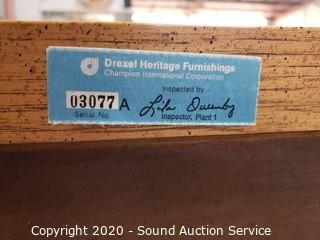 Drexel Heritage Furnishings
Champion International Corporation
Inspected by
03077 A
Serial No.
Inspector, Plant 1
Copyright 2020 - Sound Auction Service